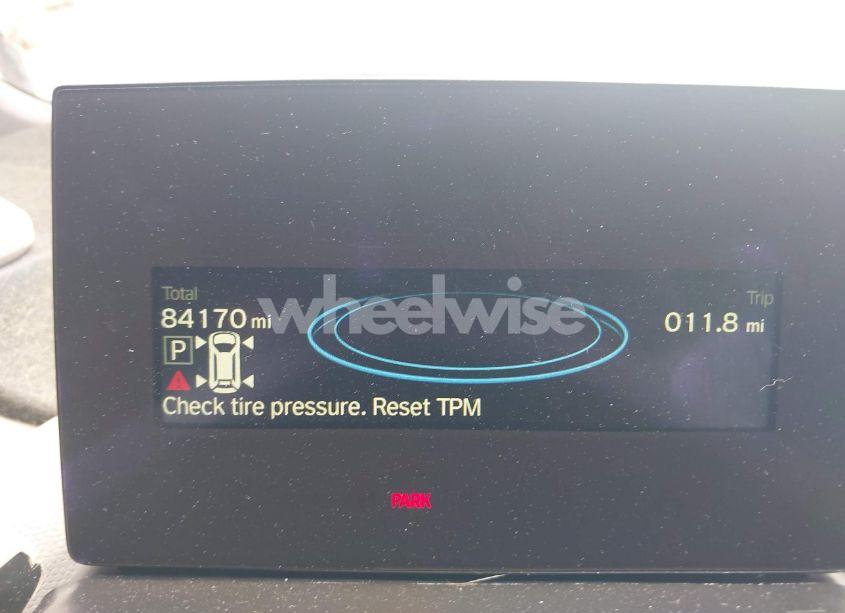 Total
Trip
84170 mi
wheelwise
011.8 mi
P
Check tire pressure. Reset TPM
PARK